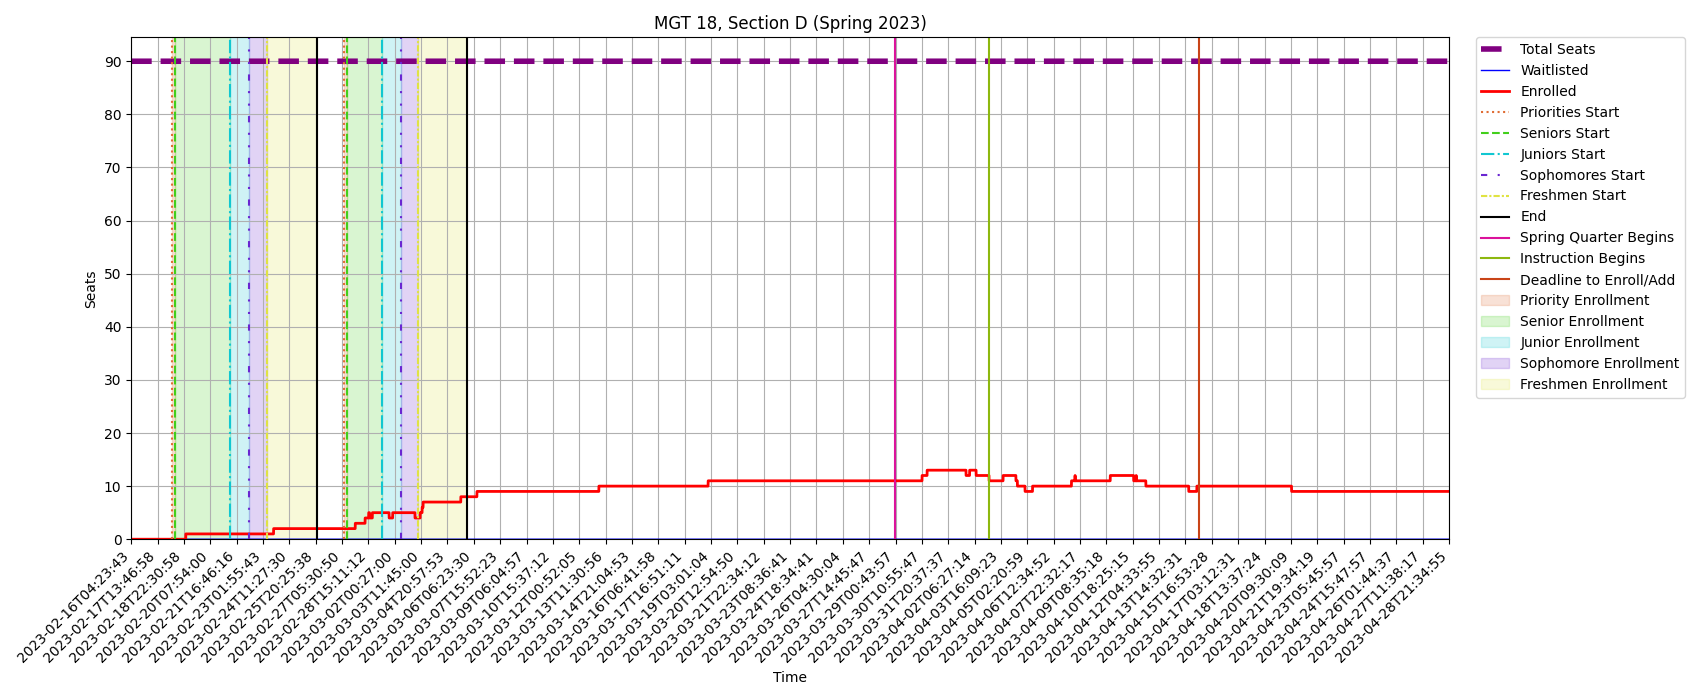 MGT 18, Section D (Spring 2023)
Seats
90
80
70
60
50
40
30
20
10
0
2023-02-16T04:23:43
2023-02-17T13:46:58
2023-02-18T22:30:58
2023-02-20T07:54:00
2023-02-21T16:46:16
2023-02-23T01:55:43
2023-02-24T11:27:30
2023-02-25T20:25:38
2023-02-27T05:30:50
2023-02-28T15:11:12
2023-03-02T00:27:00
2023-03-03T11:45:00
2023-03-04T20:57:53
2023-03-06T06:23:30
2023-03-07T15:52:23
2023-03-09T06:04:57
2023-03-10T15:37:12
2023-03-12T00:52:05
2023-03-13T11:30:56
2023-03-14T21:04:53
2023-03-16T06:41:58
2023-03-17T16:51:11
2023-03-19T03:01:04
2023-03-20T12:54:50
2023-03-21T22:34:12
2023-03-23T08:36:41
2023-03-24T18:34:41
2023-03-26T04:30:04
2023-03-27T14:45:47
2023-03-29T00:43:57
2023-03-30T10:55:47
2023-03-31T20:37:37
2023-04-02T06:27:14
2023-04-03T16:09:23
2023-04-05T02:20:59
2023-04-06T12:34:52
2023-04-07T22:32:17
2023-04-09T08:35:18
2023-04-10T18:25:15
2023-04-12T04:33:55
2023-04-13T14:32:31
2023-04-15T16:53:28
2023-04-17T03:12:31
2023-04-18T13:37:24
2023-04-20T09:30:09
2023-04-21T19:34:19
2023-04-23T05:45:57
2023-04-24T15:47:57
2023-04-26T01:44:37
2023-04-27T11:38:17
2023-04-28T21:34:55
Time
Total Seats
Waitlisted
Enrolled
Priorities Start
Seniors Start
Juniors Start
Sophomores Start
Freshmen Start
End
Spring Quarter Begins
Instruction Begins
Deadline to Enroll/Add
Priority Enrollment
Senior Enrollment
Junior Enrollment
Sophomore Enrollment
Freshmen Enrollment